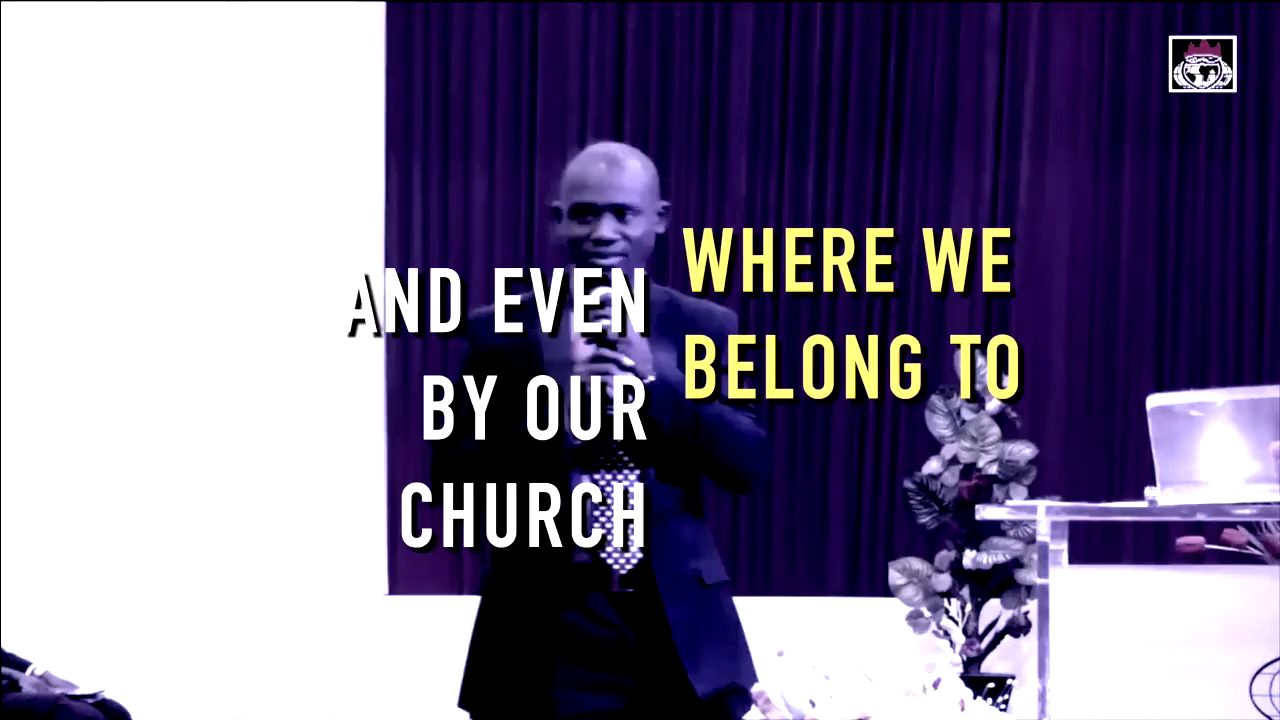 AND EVEN
BY OUR
CHURCH
WHERE WE
BELONG TO